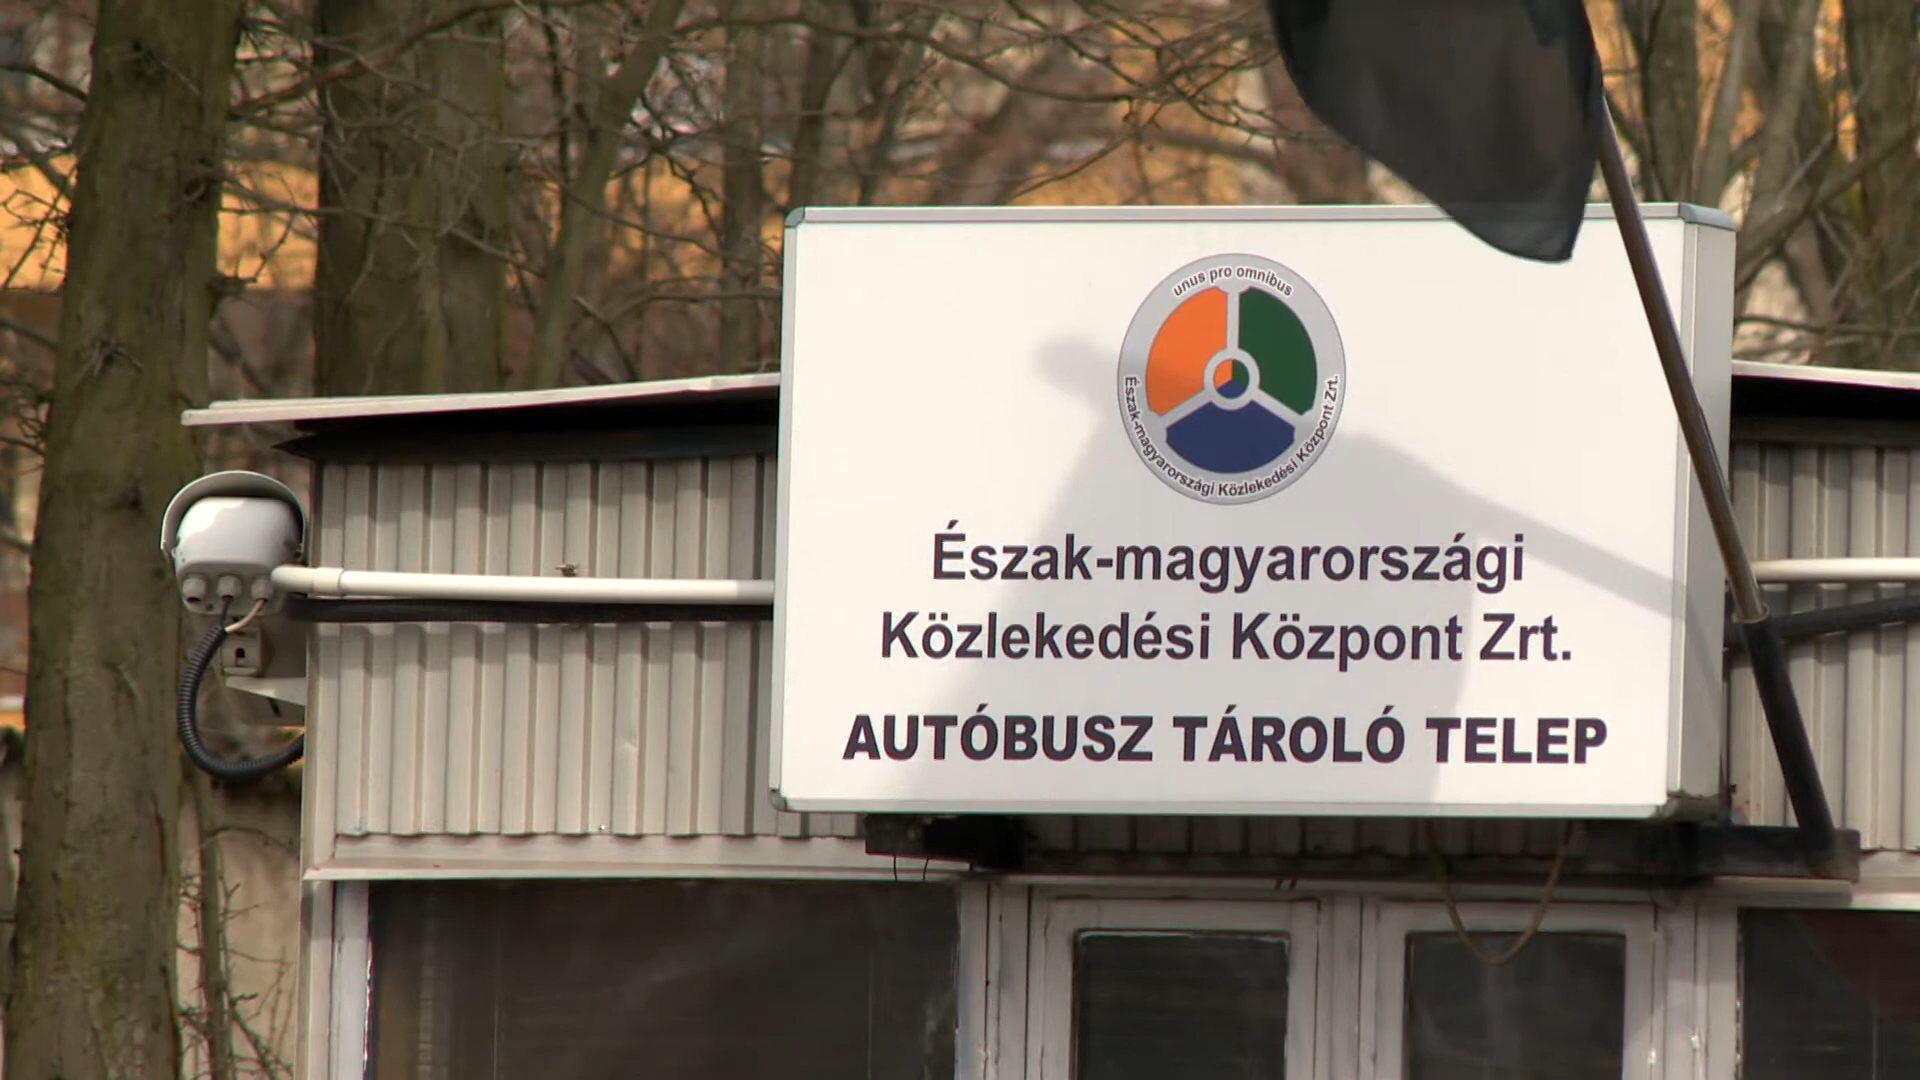 unus pro omnibus
Észak-magyarországi Közlekedési Központ Zrt.
Észak-magyarországi
Közlekedési Központ Zrt.
AUTÓBUSZ TÁROLÓ TELEP